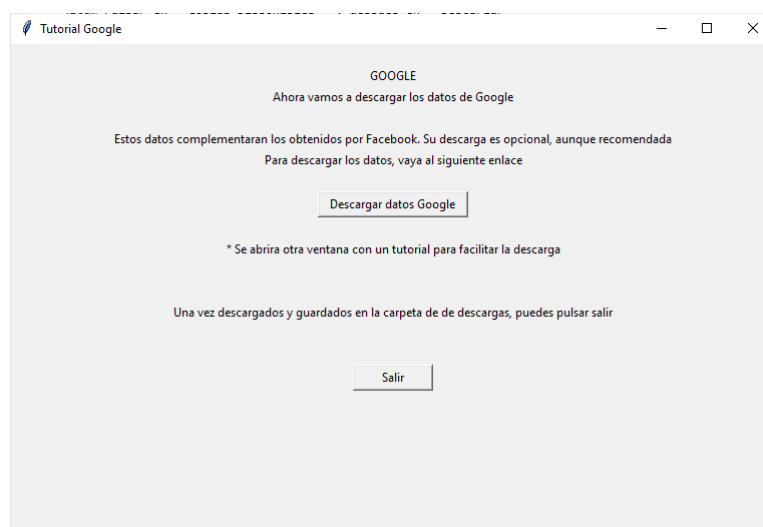 Tutorial Google
GOOGLE
Ahora vamos a descargar los datos de Google
Estos datos complementaran los obtenidos por Facebook. Su descarga es opcional, aunque recomendada
Para descargar los datos, vaya al siguiente enlace
Descargar datos Google
* Se abrira otra ventana con un tutorial para facilitar la descarga
Una vez descargados y guardados en la carpeta de de descargas, puedes pulsar salir
Salir